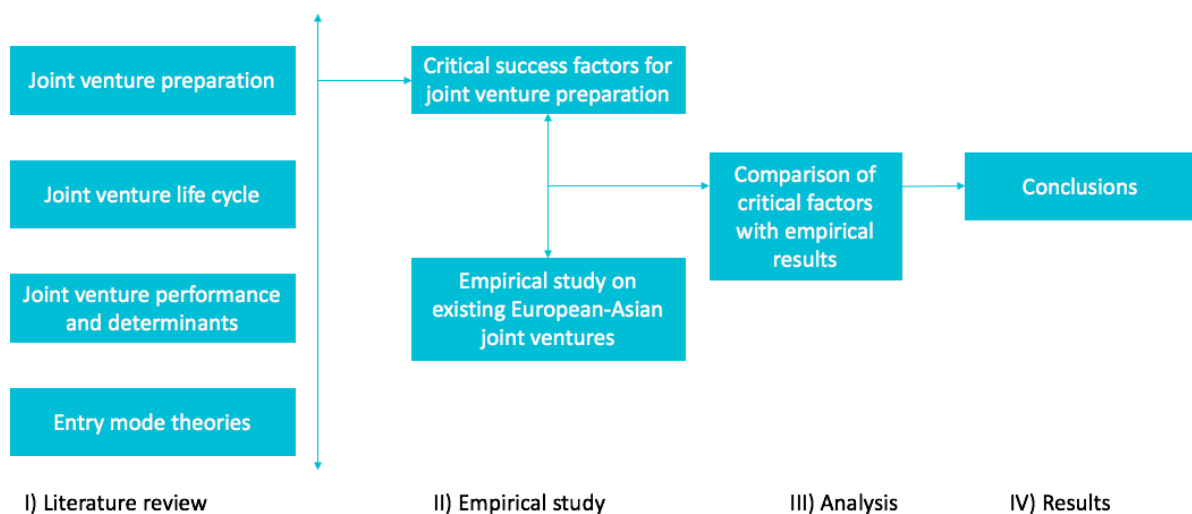 Joint venture preparation
Joint venture life cycle
Joint venture performance
and determinants
Entry mode theories
Critical success factors for
joint venture preparation
Empirical study on
existing European-Asian
joint ventures
Comparison of
critical factors
with empirical
results
Conclusions
I) Literature review
II) Empirical study
III) Analysis
IV) Results